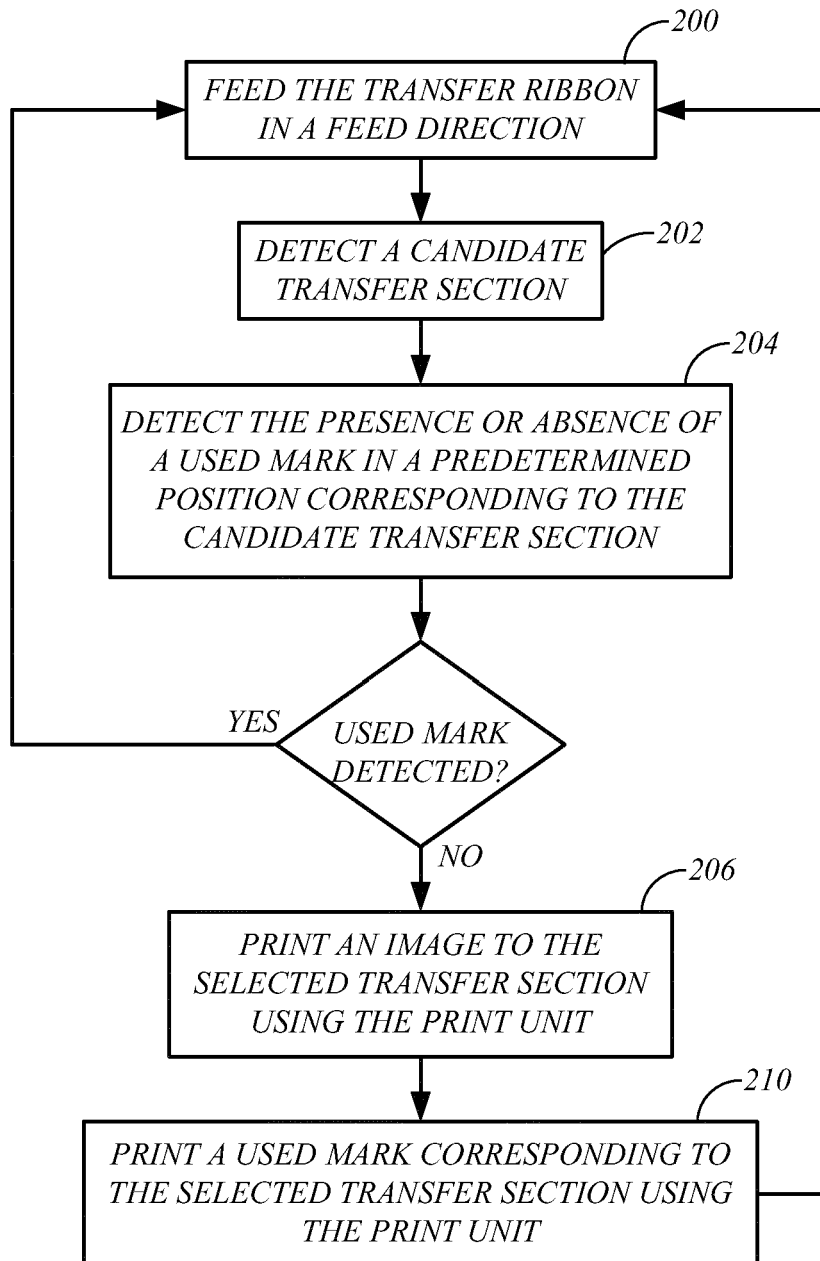 200
FEED THE TRANSFER RIBBON
IN A FEED DIRECTION
202
DETECT A CANDIDATE
TRANSFER SECTION
204
DETECT THE PRESENCE OR ABSENCE OF
A USED MARK IN A PREDETERMINED
POSITION CORRESPONDING TO THE
CANDIDATE TRANSFER SECTION
YES
USED MARK
DETECTED?
NO
206
PRINT AN IMAGE TO THE
SELECTED TRANSFER SECTION
USING THE PRINT UNIT
210
PRINT A USED MARK CORRESPONDING TO
THE SELECTED TRANSFER SECTION USING
THE PRINT UNIT